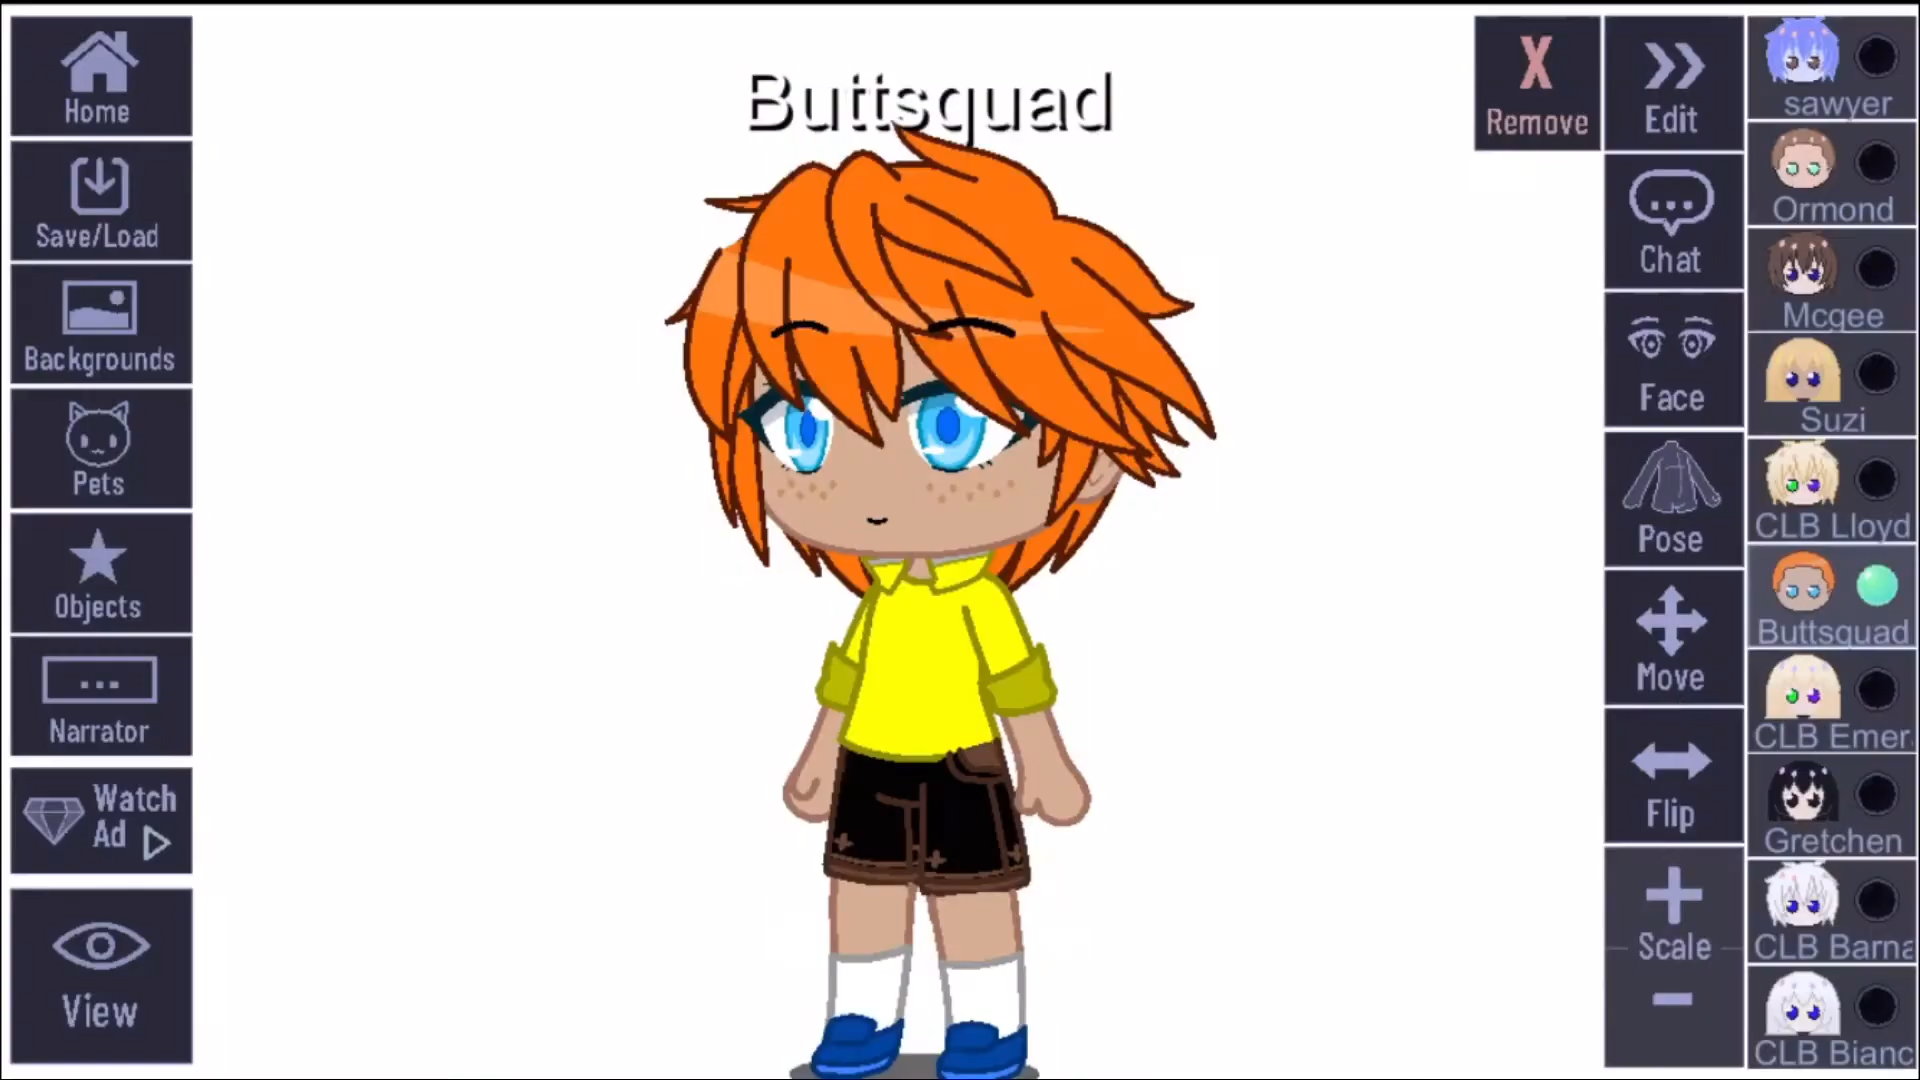 Home
Save/Load
Backgrounds
Pets
Objects
Narrator
Watch
Ad
View
Buttsquad
X
Remove
Edit
Chat
Face
Pose
Move
Flip
Scale
sawyer
Ormond
Mcgee
Suzi
CLB Lloyd
Buttsquad
CLB Emer
Gretchen
CLB Barna
CLB Bianc